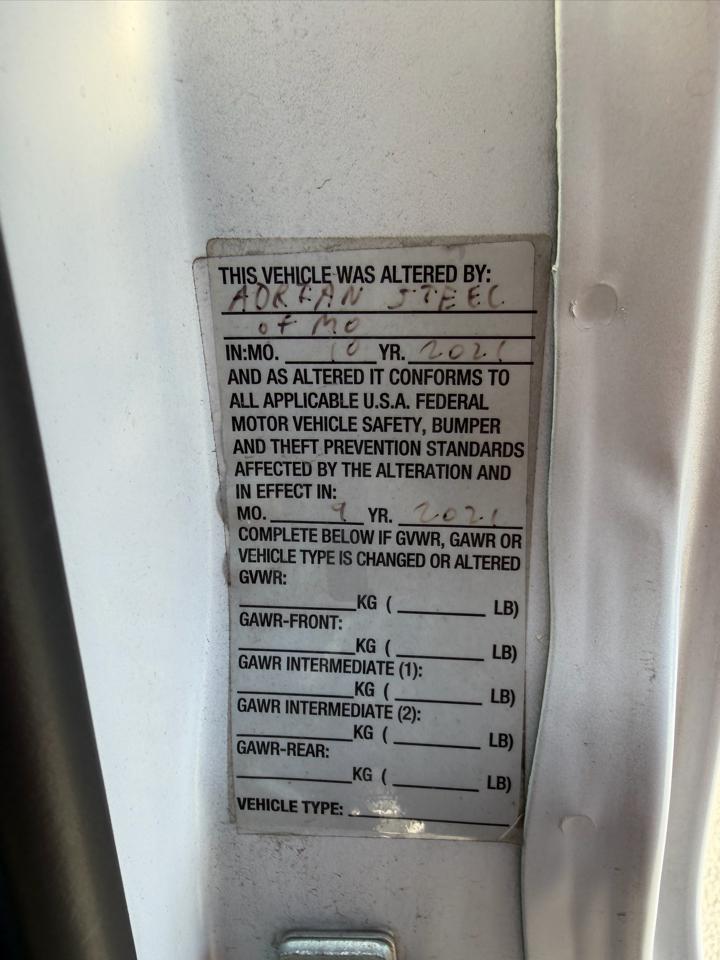 THIS VEHICLE WAS ALTERED BY:
ADRIAN STEEL
of MO
IN:MO. 10 YR. 2021
AND AS ALTERED IT CONFORMS TO
ALL APPLICABLE U.S.A. FEDERAL
MOTOR VEHICLE SAFETY, BUMPER
AND THEFT PREVENTION STANDARDS
AFFECTED BY THE ALTERATION AND
IN EFFECT IN:
MO. 9 YR. 2021
COMPLETE BELOW IF GVWR, GAWR OR
VEHICLE TYPE IS CHANGED OR ALTERED
GVWR:
KG ( LB)
GAWR-FRONT:
KG ( LB)
GAWR INTERMEDIATE (1):
KG ( LB)
GAWR INTERMEDIATE (2):
KG ( LB)
GAWR-REAR:
KG ( LB)
VEHICLE TYPE: